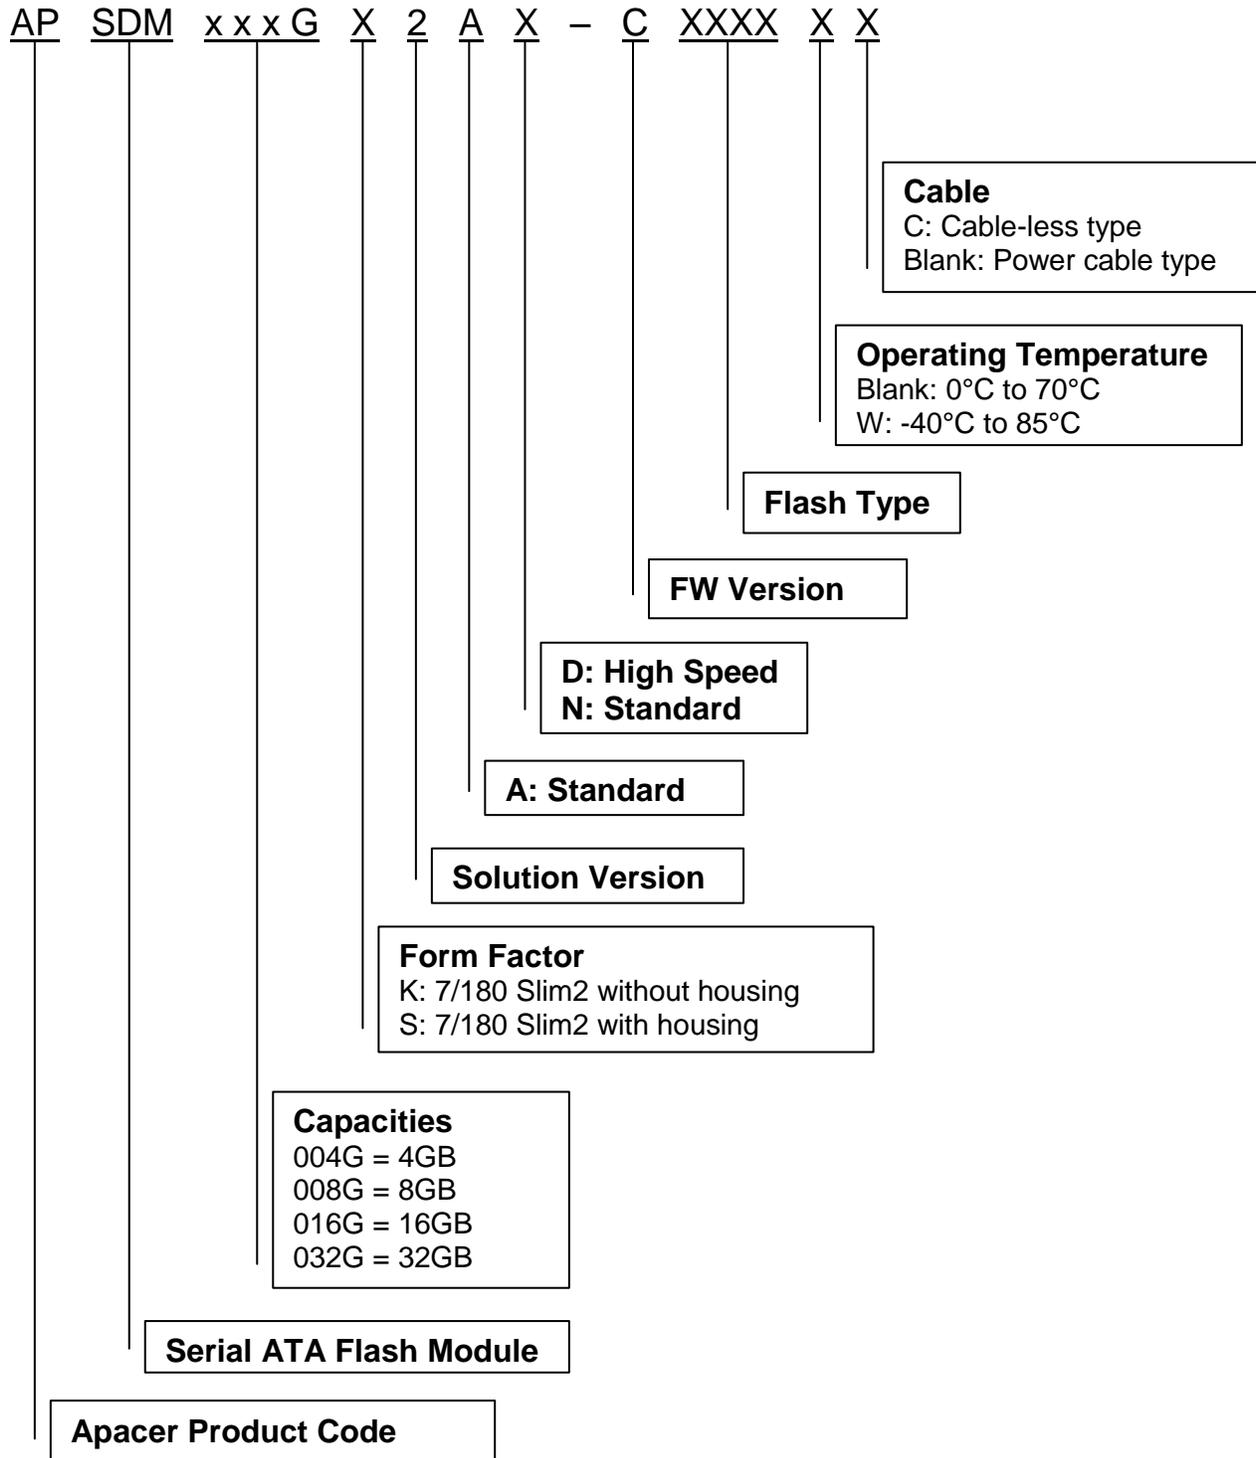 AP SDM x x x G X 2 A X – C XXXX X X
Cable
C: Cable-less type
Blank: Power cable type
Operating Temperature
Blank: 0°C to 70°C
W: -40°C to 85°C
Flash Type
FW Version
D: High Speed
N: Standard
A: Standard
Solution Version
Form Factor
K: 7/180 Slim2 without housing
S: 7/180 Slim2 with housing
Capacities
004G = 4GB
008G = 8GB
016G = 16GB
032G = 32GB
Serial ATA Flash Module
Apacer Product Code